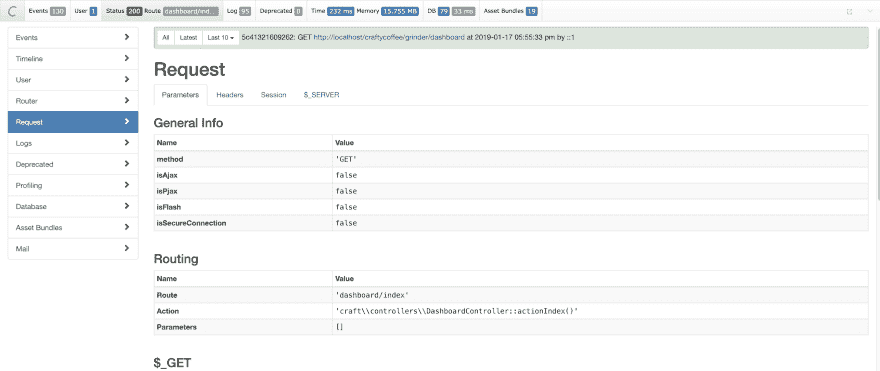 Events 130 User 1 Status 200 Route dashboard/ind... Log 95 Deprecated 0 Time 232 ms Memory 15.755 MB DB 79 33 ms Asset Bundles 19
All Latest Last 10 5c41321609262: GET http://localhost/craftycoffee/grinder/dashboard at 2019-01-17 05:55:33 pm by ::1
Events
Timeline
User
Router
Request
Logs
Deprecated
Profiling
Database
Asset Bundles
Mail
Request
Parameters Headers Session $_SERVER
General Info
Name Value
method 'GET'
isAjax false
isPjax false
isFlash false
isSecureConnection false
Routing
Name Value
Route 'dashboard/index'
Action 'craft\\controllers\\DashboardController::actionIndex()'
Parameters []
$_GET